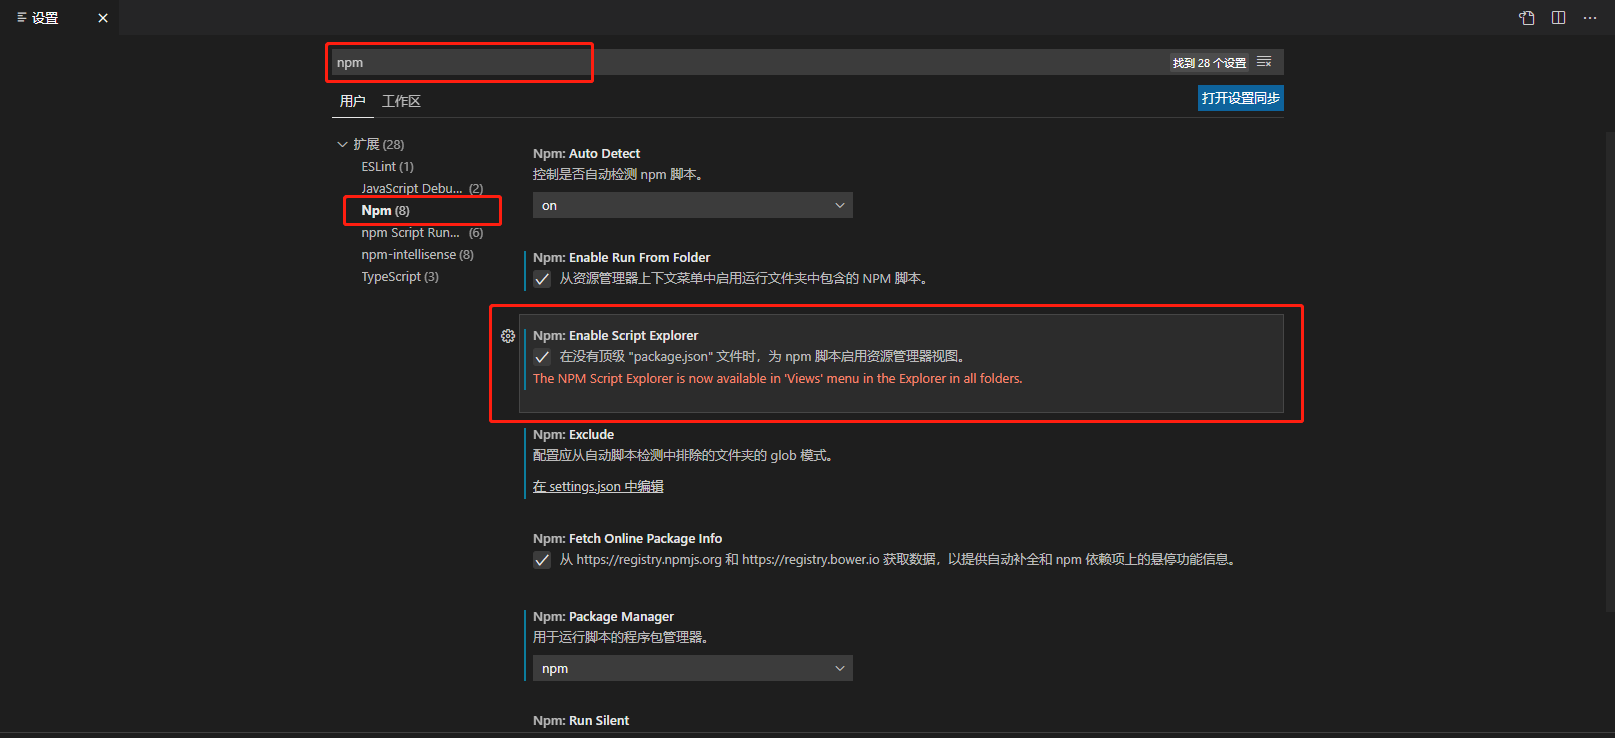 设置
npm
找到 28 个设置
用户 工作区
打开设置同步
扩展 (28)
ESLint (1)
JavaScript Debu... (2)
Npm (8)
npm Script Run... (6)
npm-intellisense (8)
TypeScript (3)
Npm: Auto Detect
控制是否自动检测 npm 脚本。
on
Npm: Enable Run From Folder
从资源管理器上下文菜单中启用运行文件夹中包含的 NPM 脚本。
Npm: Enable Script Explorer
在没有顶级 "package.json" 文件时，为 npm 脚本启用资源管理器视图。
The NPM Script Explorer is now available in 'Views' menu in the Explorer in all folders.
Npm: Exclude
配置应从自动脚本检测中排除的文件夹的 glob 模式。
在 settings.json 中编辑
Npm: Fetch Online Package Info
从 https://registry.npmjs.org 和 https://registry.bower.io 获取数据，以提供自动补全和 npm 依赖项上的悬停功能信息。
Npm: Package Manager
用于运行脚本的程序包管理器。
npm
Npm: Run Silent